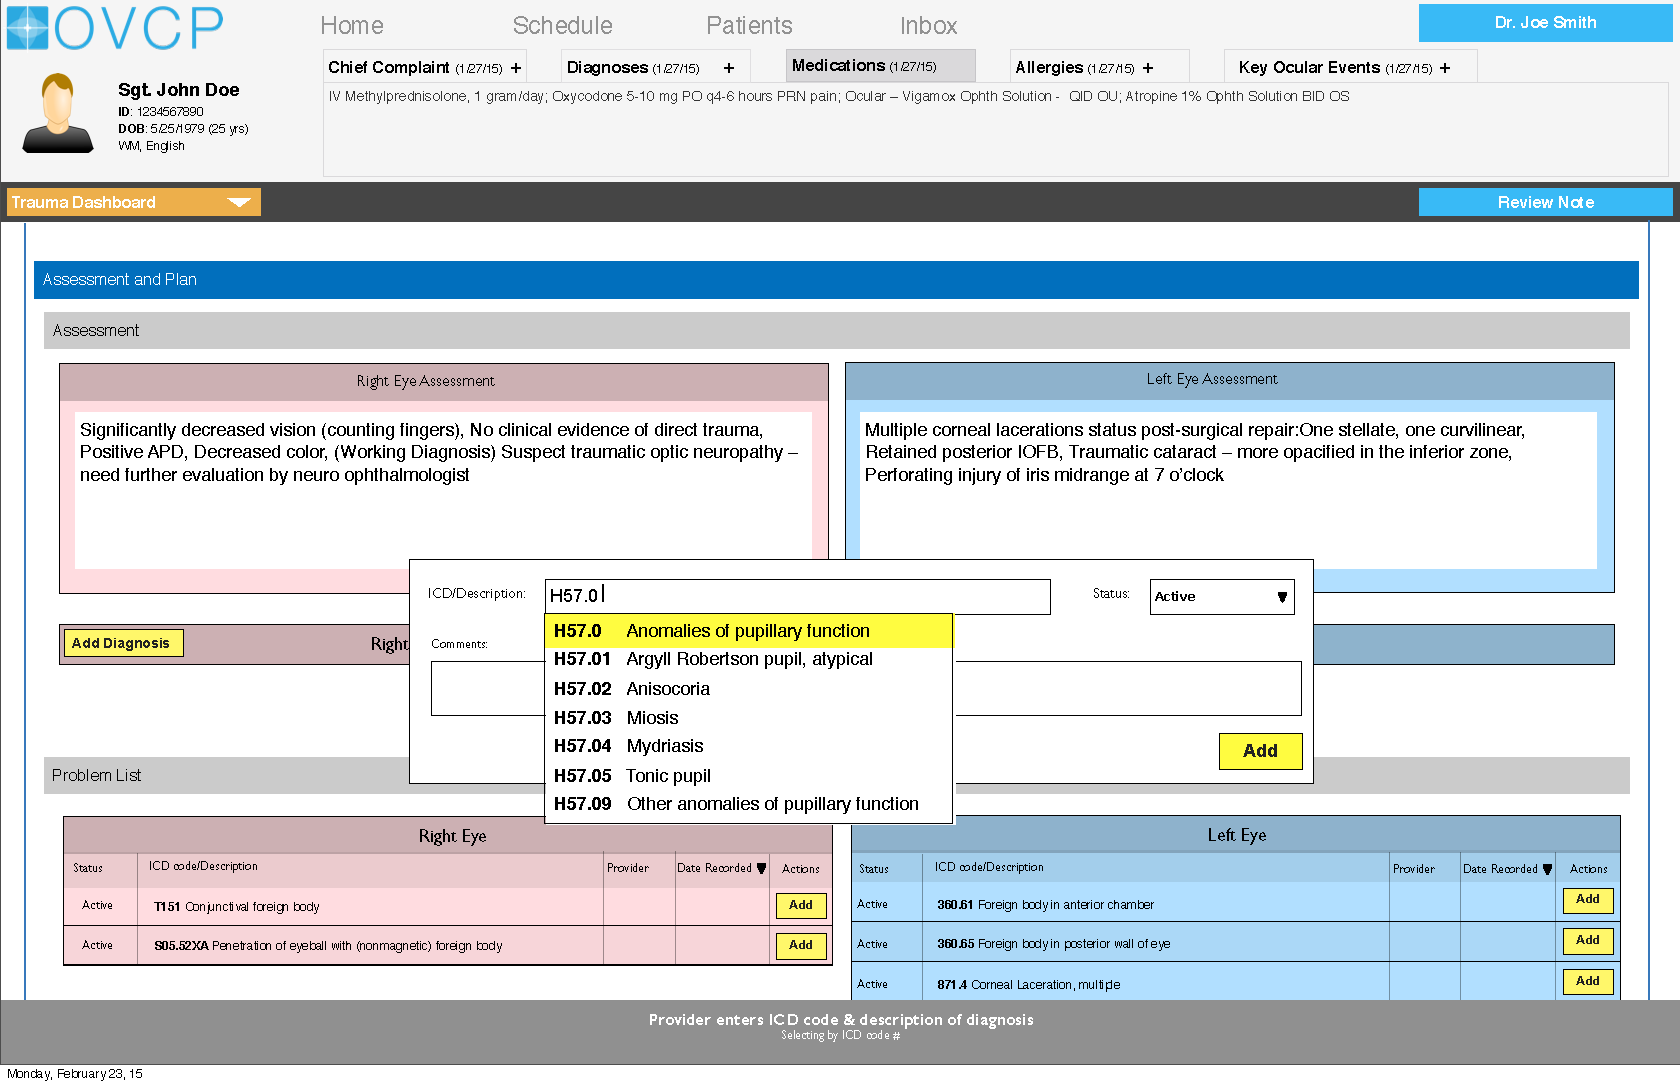 OVCP
Home Schedule Patients Inbox
Dr. Joe Smith
Sgt. John Doe
ID: 1234567890
DOB: 5/25/1979 (25 yrs)
WM, English
Chief Complaint (1/27/15) +
Diagnoses (1/27/15) +
Medications (1/27/15)
Allergies (1/27/15) +
Key Ocular Events (1/27/15) +
IV Methylprednisolone, 1 gram/day; Oxycodone 5-10 mg PO q4-6 hours PRN pain; Ocular – Vigamox Ophth Solution - QID OU; Atropine 1% Ophth Solution BID OS
Trauma Dashboard
Review Note
Assessment and Plan
Assessment
Right Eye Assessment
Significantly decreased vision (counting fingers), No clinical evidence of direct trauma,
Positive APD, Decreased color, (Working Diagnosis) Suspect traumatic optic neuropathy –
need further evaluation by neuro ophthalmologist
Left Eye Assessment
Multiple corneal lacerations status post-surgical repair:One stellate, one curvilinear,
Retained posterior IOFB, Traumatic cataract – more opacified in the inferior zone,
Perforating injury of iris midrange at 7 o’clock
Add Diagnosis
Right
ICD/Description: H57.0
Status: Active ▼
Comments:
H57.0 Anomalies of pupillary function
H57.01 Argyll Robertson pupil, atypical
H57.02 Anisocoria
H57.03 Miosis
H57.04 Mydriasis
H57.05 Tonic pupil
H57.09 Other anomalies of pupillary function
Add
Problem List
Right Eye
Status ICD code/Description Provider Date Recorded ▼ Actions
Active T151 Conjunctival foreign body Add
Active S05.52XA Penetration of eyeball with (nonmagnetic) foreign body Add
Left Eye
Status ICD code/Description Provider Date Recorded ▼ Actions
Active 360.61 Foreign body in anterior chamber Add
Active 360.65 Foreign body in posterior wall of eye Add
Active 871.4 Corneal Laceration, multiple Add
Provider enters ICD code & description of diagnosis
Selecting by ICD code #
Monday, February 23, 15